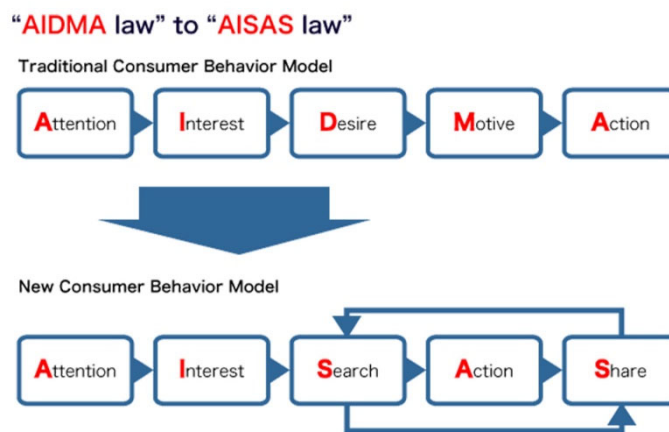 “AIDMA law” to “AISAS law”
Traditional Consumer Behavior Model
Attention Interest Desire Motive Action
New Consumer Behavior Model
Attention Interest Search Action Share